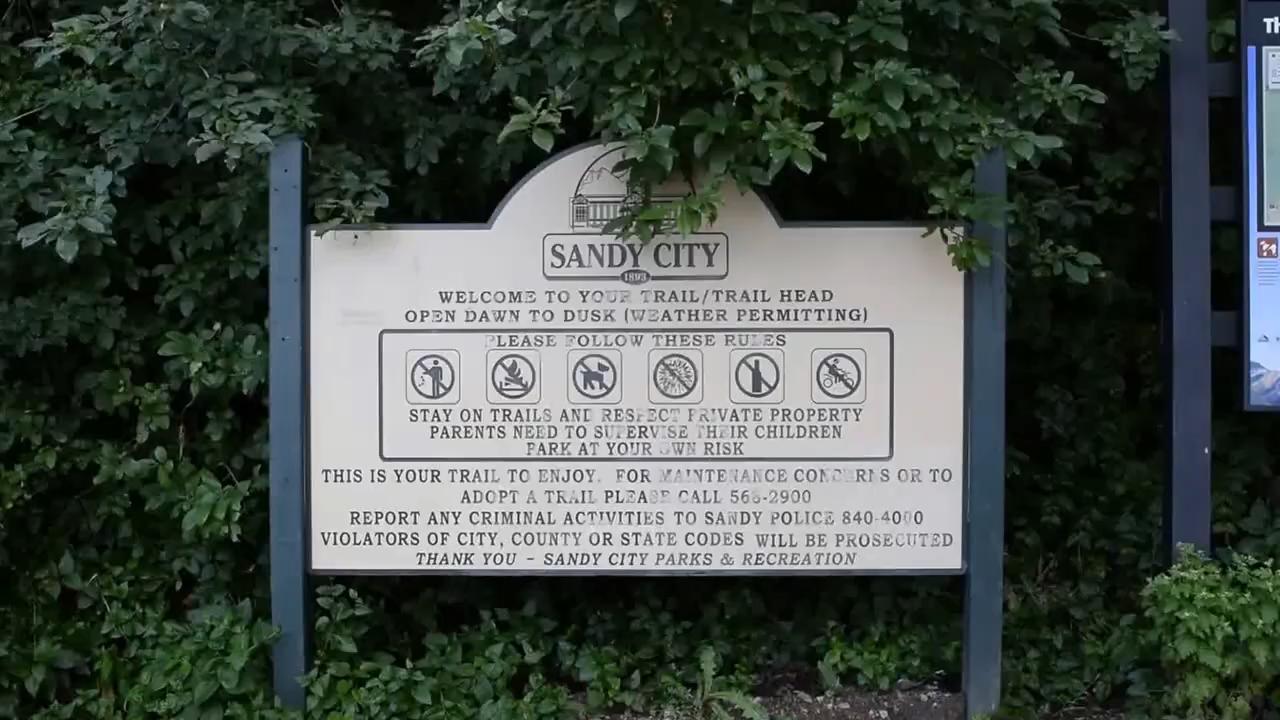 SANDY CITY
1893
WELCOME TO YOUR TRAIL/TRAIL HEAD
OPEN DAWN TO DUSK (WEATHER PERMITTING)
PLEASE FOLLOW THESE RULES
STAY ON TRAILS AND RESPECT PRIVATE PROPERTY
PARENTS NEED TO SUPERVISE THEIR CHILDREN
PARK AT YOUR OWN RISK
THIS IS YOUR TRAIL TO ENJOY. FOR MAINTENANCE CONCERNS OR TO
ADOPT A TRAIL PLEASE CALL 568-2900
REPORT ANY CRIMINAL ACTIVITIES TO SANDY POLICE 840-4000
VIOLATORS OF CITY, COUNTY OR STATE CODES WILL BE PROSECUTED
THANK YOU - SANDY CITY PARKS & RECREATION
Th